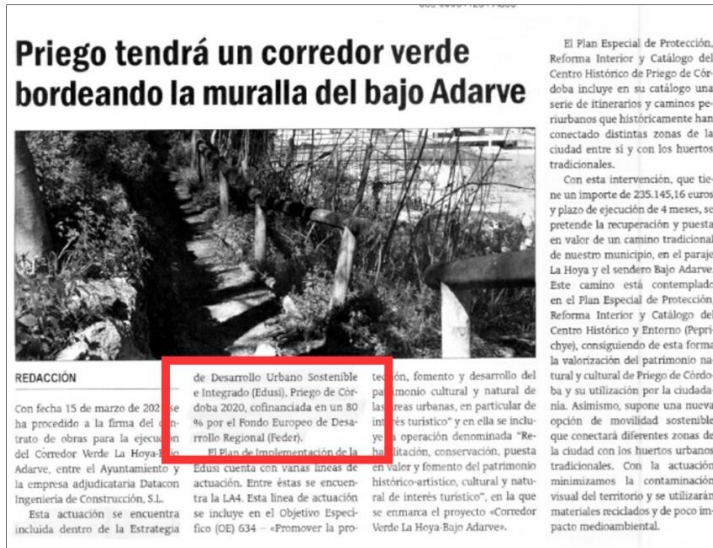 Priego tendrá un corredor verde
bordeando la muralla del bajo Adarve
REDACCIÓN
Con fecha 15 de marzo de se
ha procedido a la firma del con-
trato de obras para la ejecución
del Corredor Verde La Hoya-Bajo
Adarve, entre el Ayuntamiento y
la empresa adjudicataria Datacon
Ingeniería de Construcción, S.L.
Esta actuación se encuentra
incluida dentro de la Estrategia
de Desarrollo Urbano Sostenible
e Integrado (Edusi), Priego de Cór-
doba 2020, cofinanciada en un 80
% por el Fondo Europeo de Desa-
rrollo Regional (Feder).
El Plan de Implementación de la
Edusi cuenta con varias líneas de
actuación. Entre éstas se encuen-
tra la LA4. Esta línea de actuación
se incluye en el Objetivo Especí-
fico (OE) 634 – «Promover la pro-
tección, fomento y desarrollo del
patrimonio cultural y natural de
las áreas urbanas, en particular de
interés turístico" y en ella se inclu-
ye la operación denominada "Re-
habilitación, conservación, puesta
en valor y fomento del patrimonio
histórico-artístico, cultural y natu-
ral de interés turístico", en la que
se enmarca el proyecto «Corredor
Verde La Hoya-Bajo Adarve».
El Plan Especial de Protección,
Reforma Interior y Catálogo del
Centro Histórico de Priego de Cór-
doba incluye en su catálogo una
serie de itinerarios y caminos pe-
riurbanos que históricamente han
conectado distintas zonas de la
ciudad entre sí y con los huertos
tradicionales.
Con esta intervención, que tie-
ne un importe de 235.145,16 euros
y plazo de ejecución de 4 meses, se
pretende la recuperación y puesta
en valor de un camino tradicional
de nuestro municipio, en el paraje
La Hoya y el sendero Bajo Adarve.
Este camino está contemplado
en el Plan Especial de Protección,
Reforma Interior y Catálogo del
Centro Histórico y Entorno (Pepri-
chye), consiguiendo de esta forma
la valorización del patrimonio na-
tural y cultural de Priego de Córdo-
ba y su utilización por la ciudada-
nía. Asimismo, supone una nueva
opción de movilidad sostenible
que conectará diferentes zonas de
la ciudad con los huertos urbanos
tradicionales. Con la actuación
minimizamos la contaminación
visual del territorio y se utilizarán
materiales reciclados y de poco im-
pacto medioambiental.